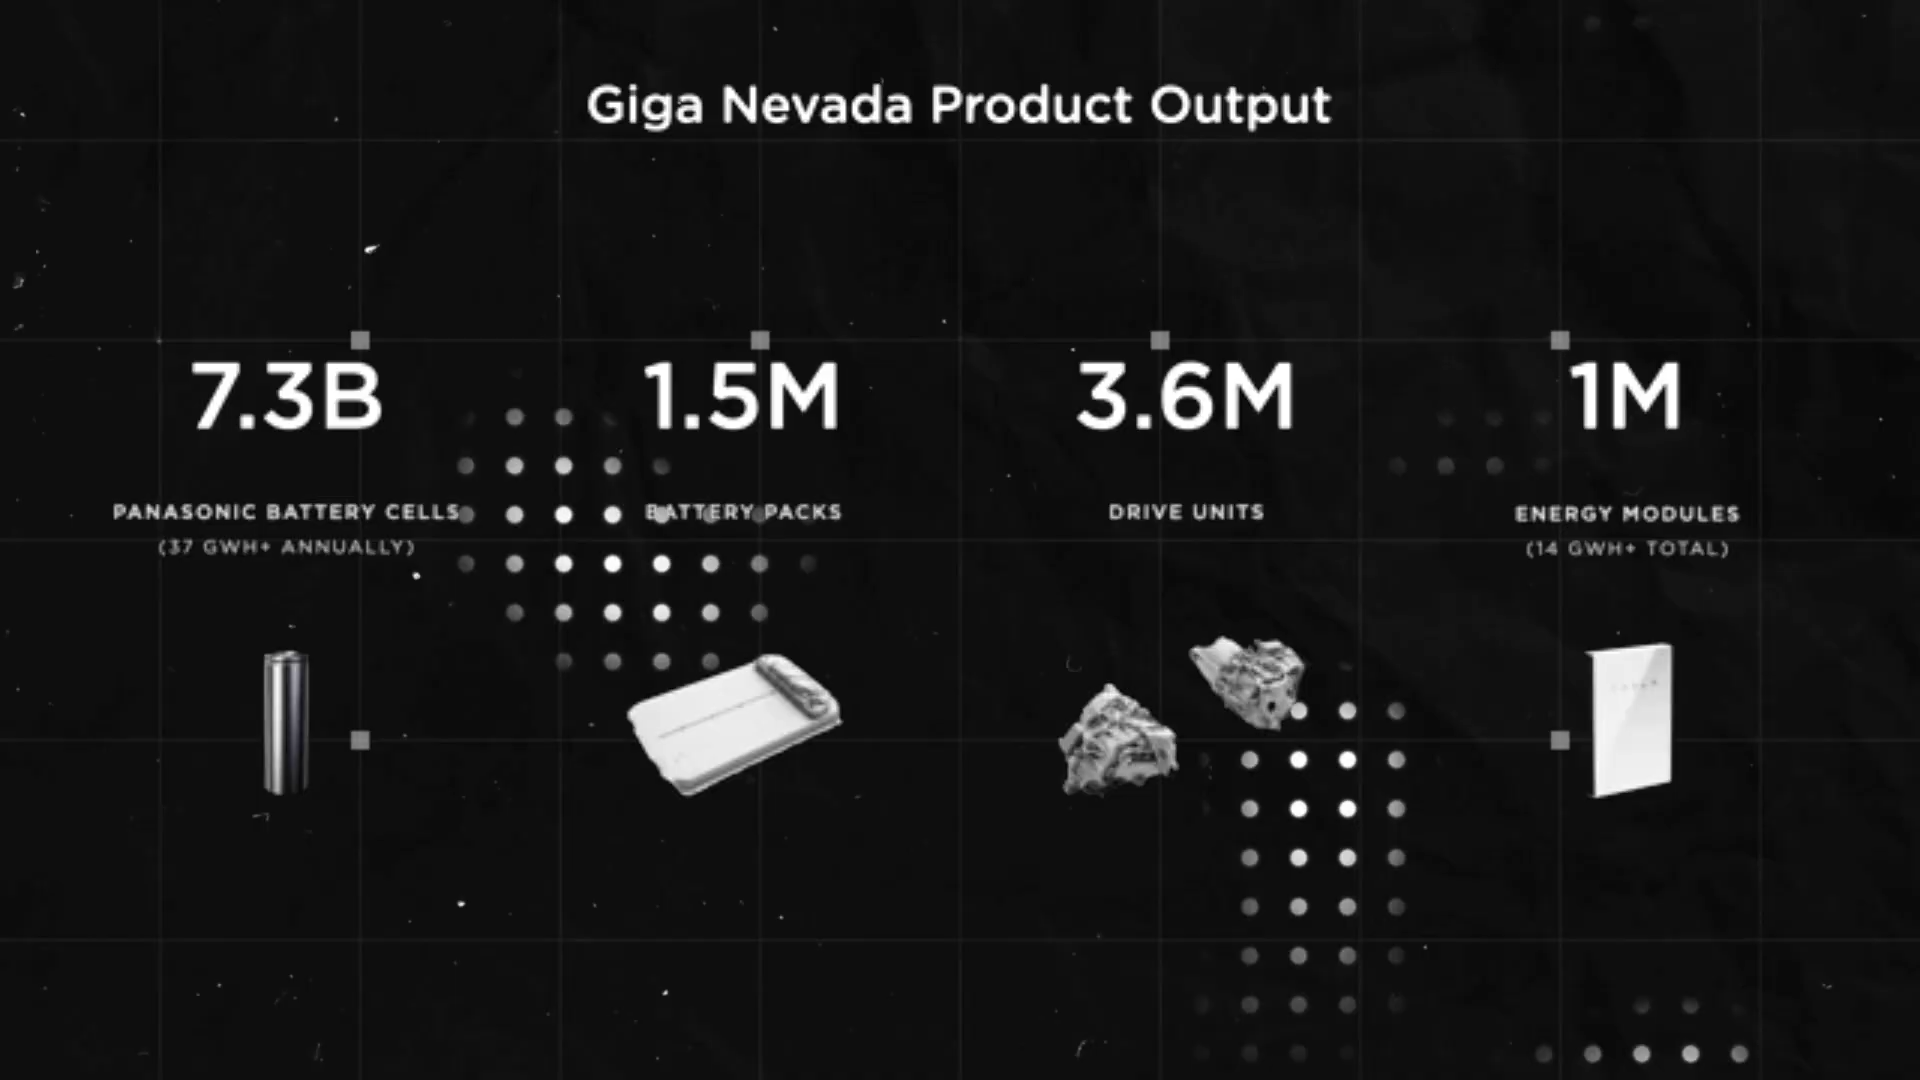 Giga Nevada Product Output
7.3B
PANASONIC BATTERY CELLS
(37 GWH+ ANNUALLY)
1.5M
BATTERY PACKS
3.6M
DRIVE UNITS
1M
ENERGY MODULES
(14 GWH+ TOTAL)